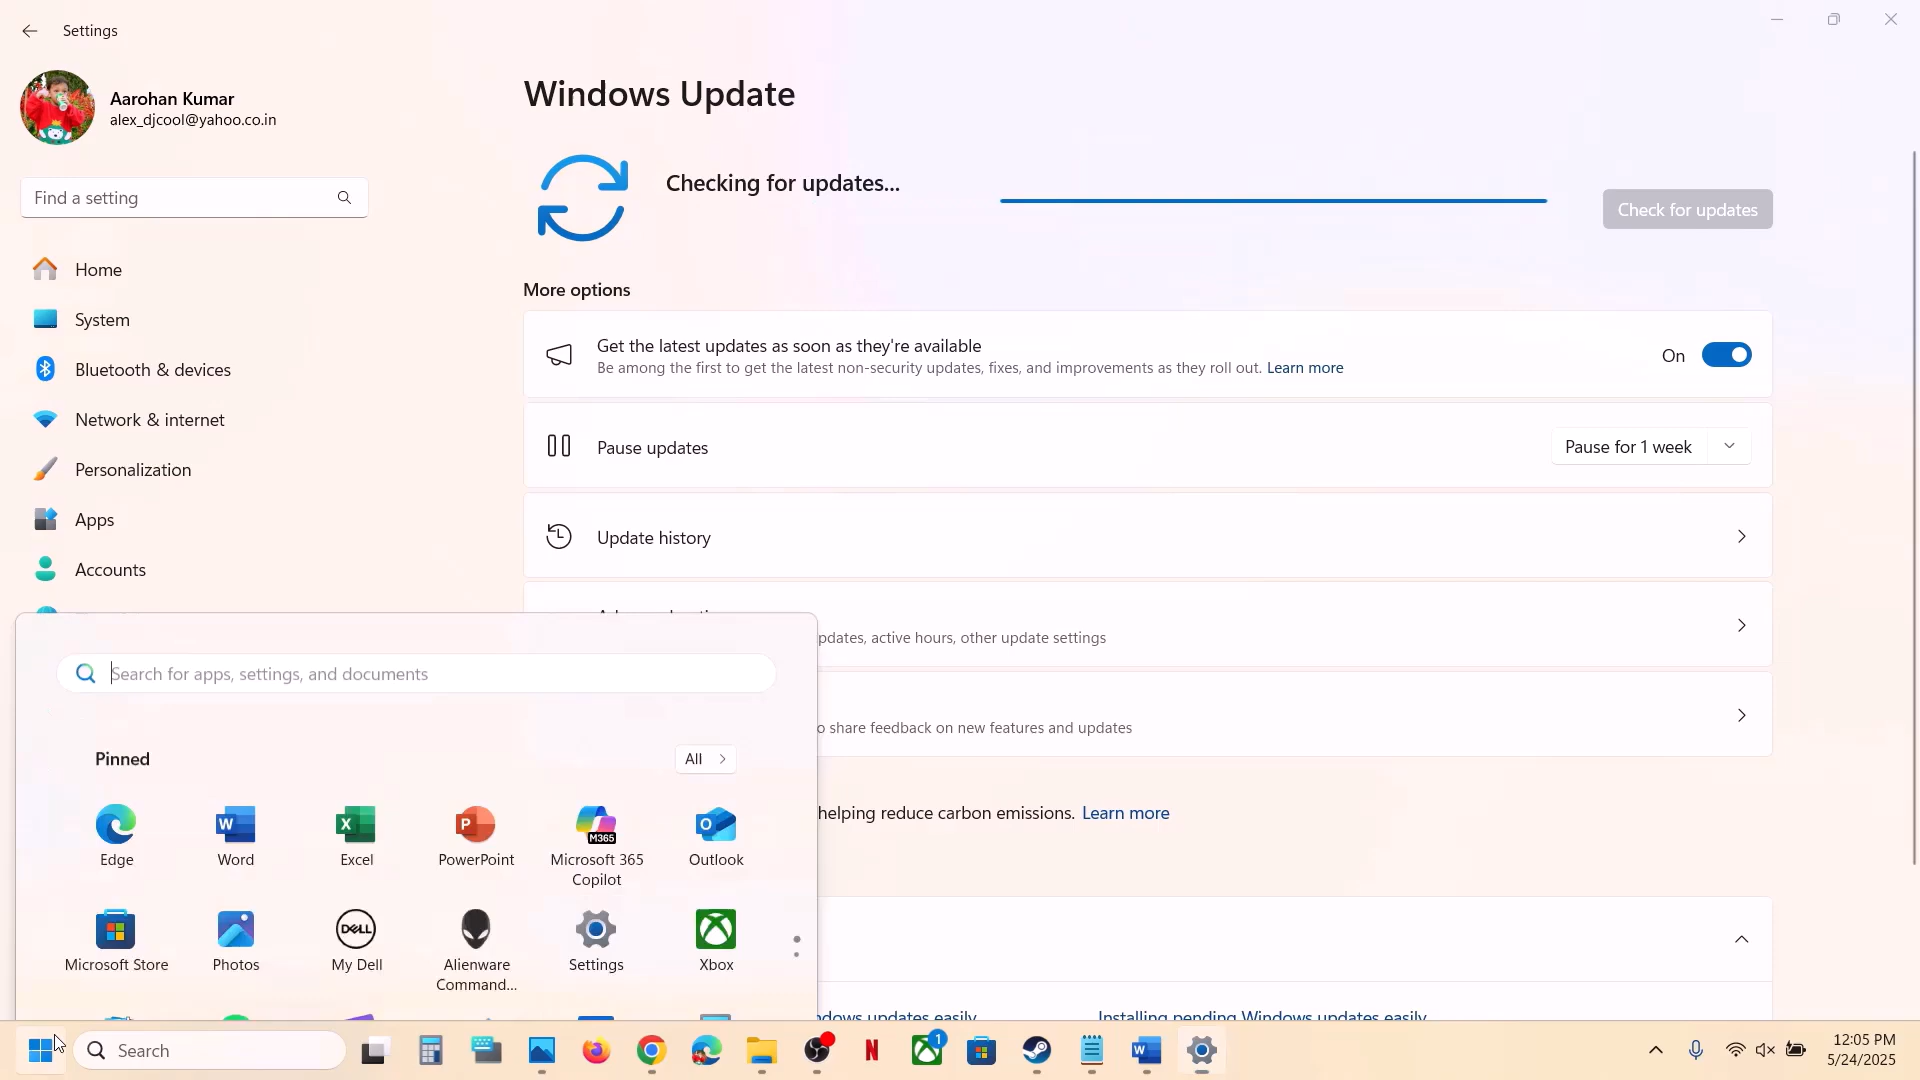 Settings
Aarohan Kumar
alex_djcool@yahoo.co.in
Find a setting
Home
System
Bluetooth & devices
Network & internet
Personalization
Apps
Accounts
Windows Update
Checking for updates...
Check for updates
More options
Get the latest updates as soon as they're available
Be among the first to get the latest non-security updates, fixes, and improvements as they roll out. Learn more
On
Pause updates
Pause for 1 week
Update history
pdates, active hours, other update settings
o share feedback on new features and updates
helping reduce carbon emissions. Learn more
dows updates easily
Installing pending Windows updates easily
Search for apps, settings, and documents
Pinned
All
Edge
Word
Excel
PowerPoint
M365
Microsoft 365
Copilot
Outlook
Microsoft Store
Photos
DELL
My Dell
Alienware
Command...
Settings
Xbox
Search
1
12:05 PM
5/24/2025